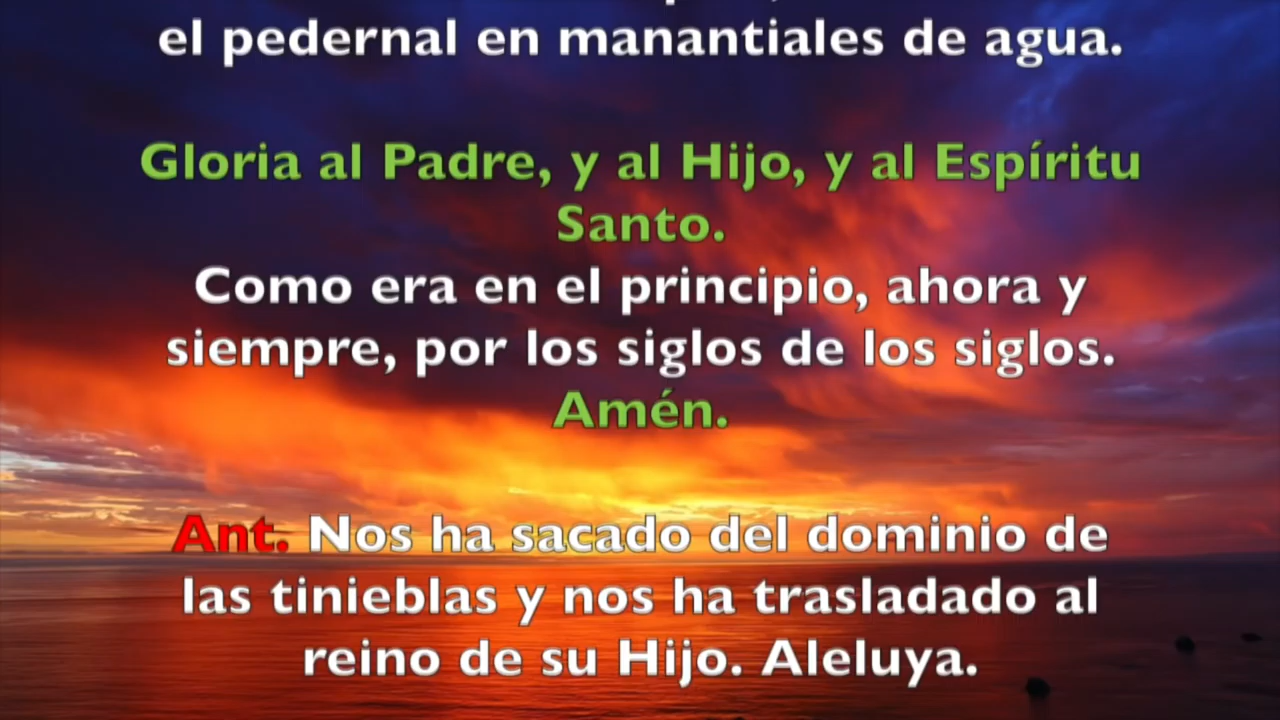 el pedernal en manantiales de agua.
Gloria al Padre, y al Hijo, y al Espíritu
Santo.
Como era en el principio, ahora y
siempre, por los siglos de los siglos.
Amén.
Ant. Nos ha sacado del dominio de
las tinieblas y nos ha trasladado al
reino de su Hijo. Aleluya.